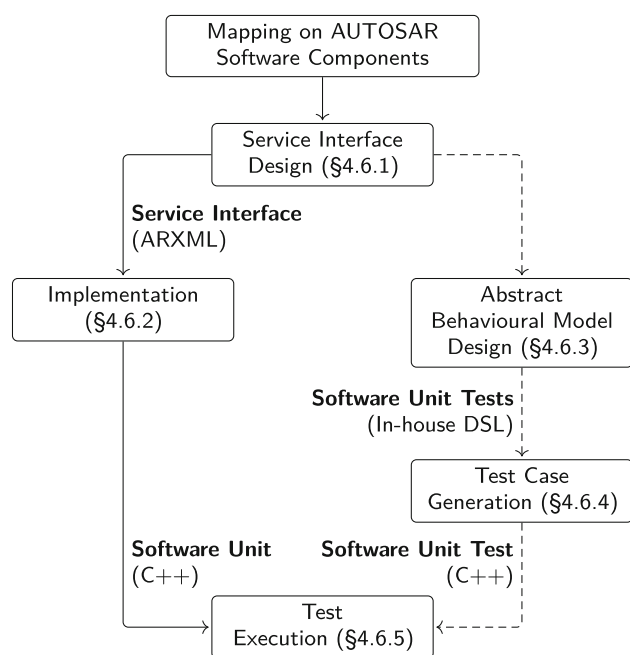 Mapping on AUTOSAR
Software Components
Service Interface
Design (§4.6.1)
Service Interface
(ARXML)
Implementation
(§4.6.2)
Abstract
Behavioural Model
Design (§4.6.3)
Software Unit Tests
(In-house DSL)
Test Case
Generation (§4.6.4)
Software Unit
(C++)
Software Unit Test
(C++)
Test
Execution (§4.6.5)